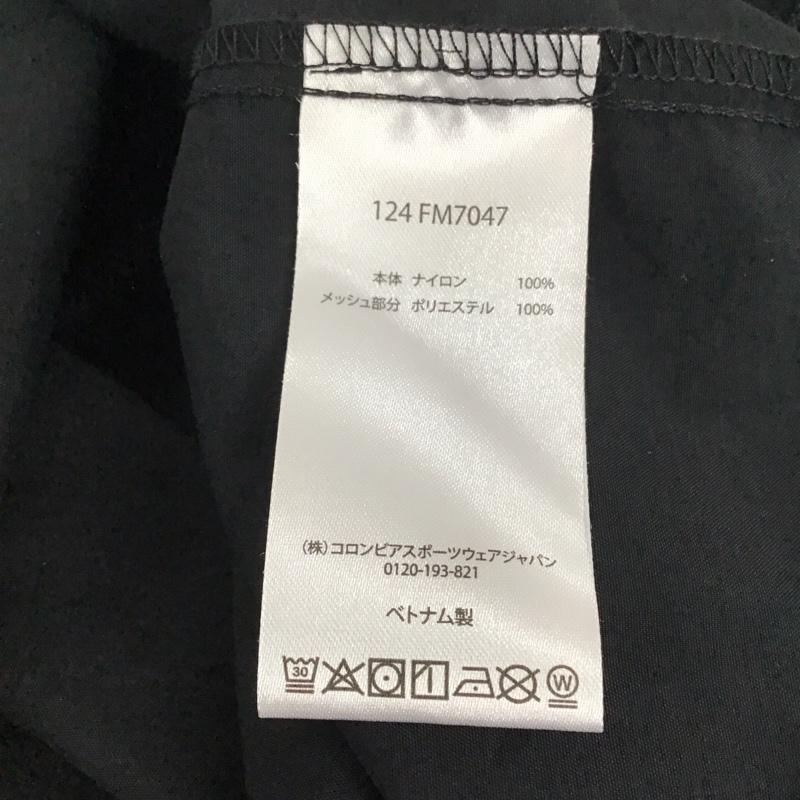 124 FM7047
本体 ナイロン 100%
メッシュ部分 ポリエステル 100%
(株)コロンビアスポーツウェアジャパン
0120-193-821
ベトナム製
30 W